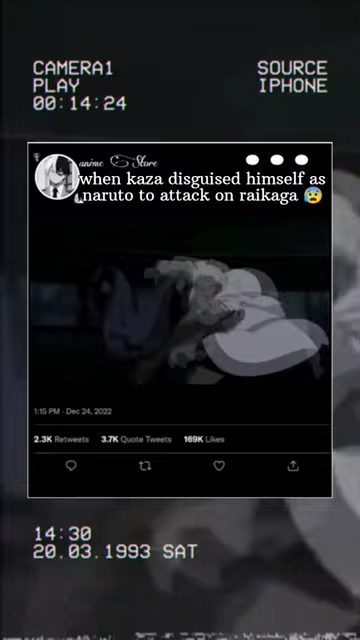 CAMERA1
PLAY
00:14:24
SOURCE
IPHONE
anime Store
when kaza disguised himself as
naruto to attack on raikaga 😰
1:15 PM · Dec 24, 2022
2.3K Retweets 3.7K Quote Tweets 169K Likes
14:30
20.03.1993 SAT